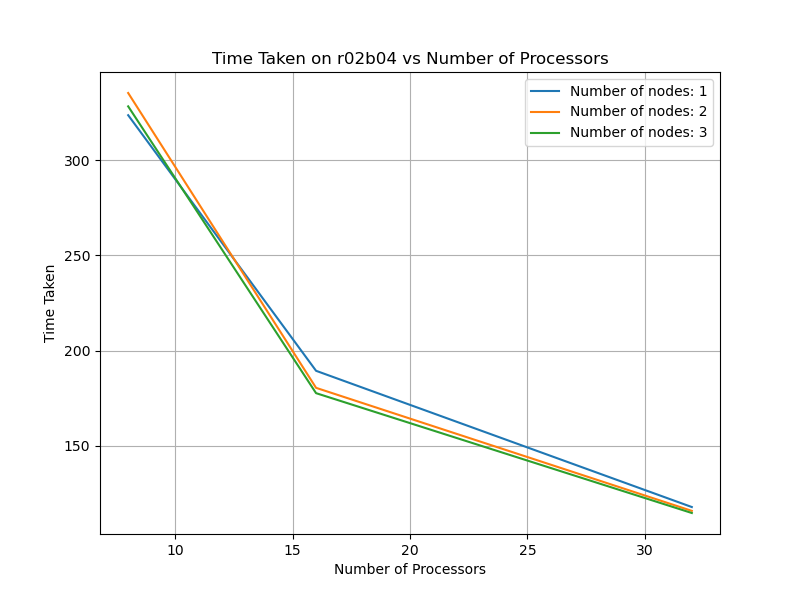 Time Taken on r02b04 vs Number of Processors
Number of nodes: 1
Number of nodes: 2
Number of nodes: 3
300
250
200
150
Time Taken
10 15 20 25 30
Number of Processors